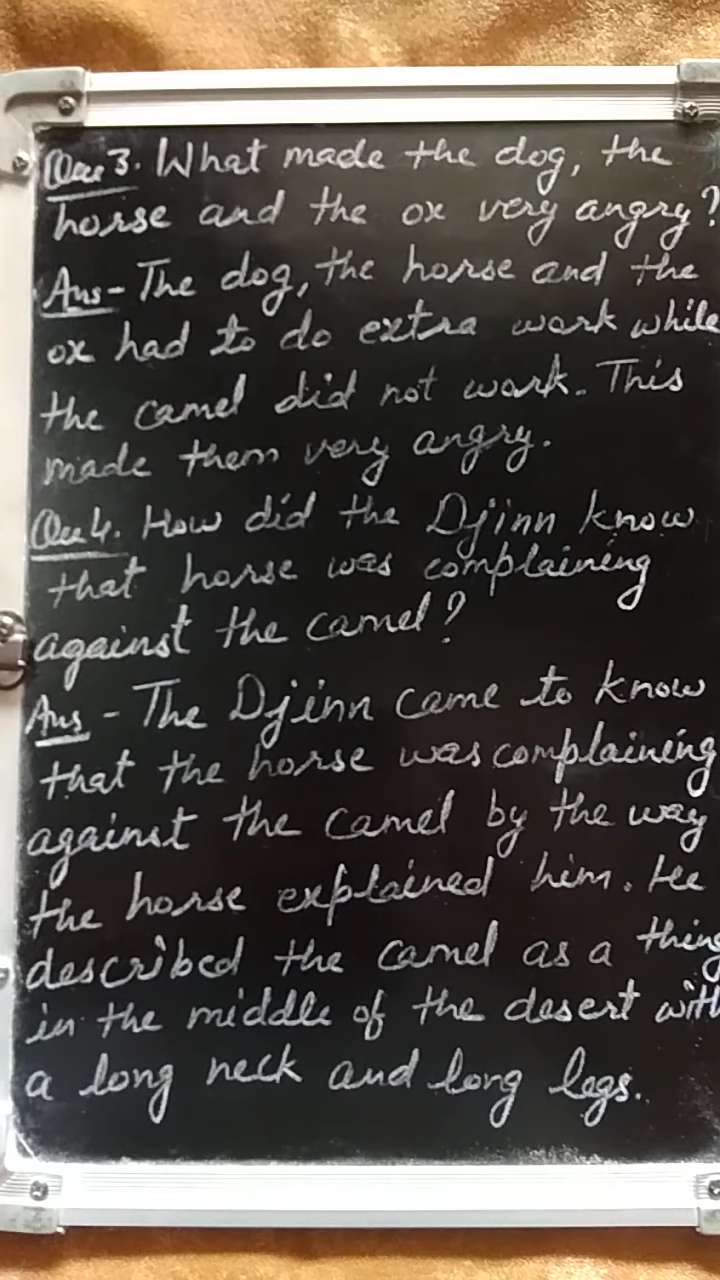 Que 3. What made the dog, the
horse and the ox very angry?
Ans - The dog, the horse and the
ox had to do extra work while
the camel did not work. This
made them very angry.
Que 4. How did the Djinn know
that horse was complaining
against the camel?
Ans - The Djinn came to know
that the horse was complaining
against the camel by the way
the horse explained him. He
described the camel as a thing
in the middle of the desert with
a long neck and long legs.